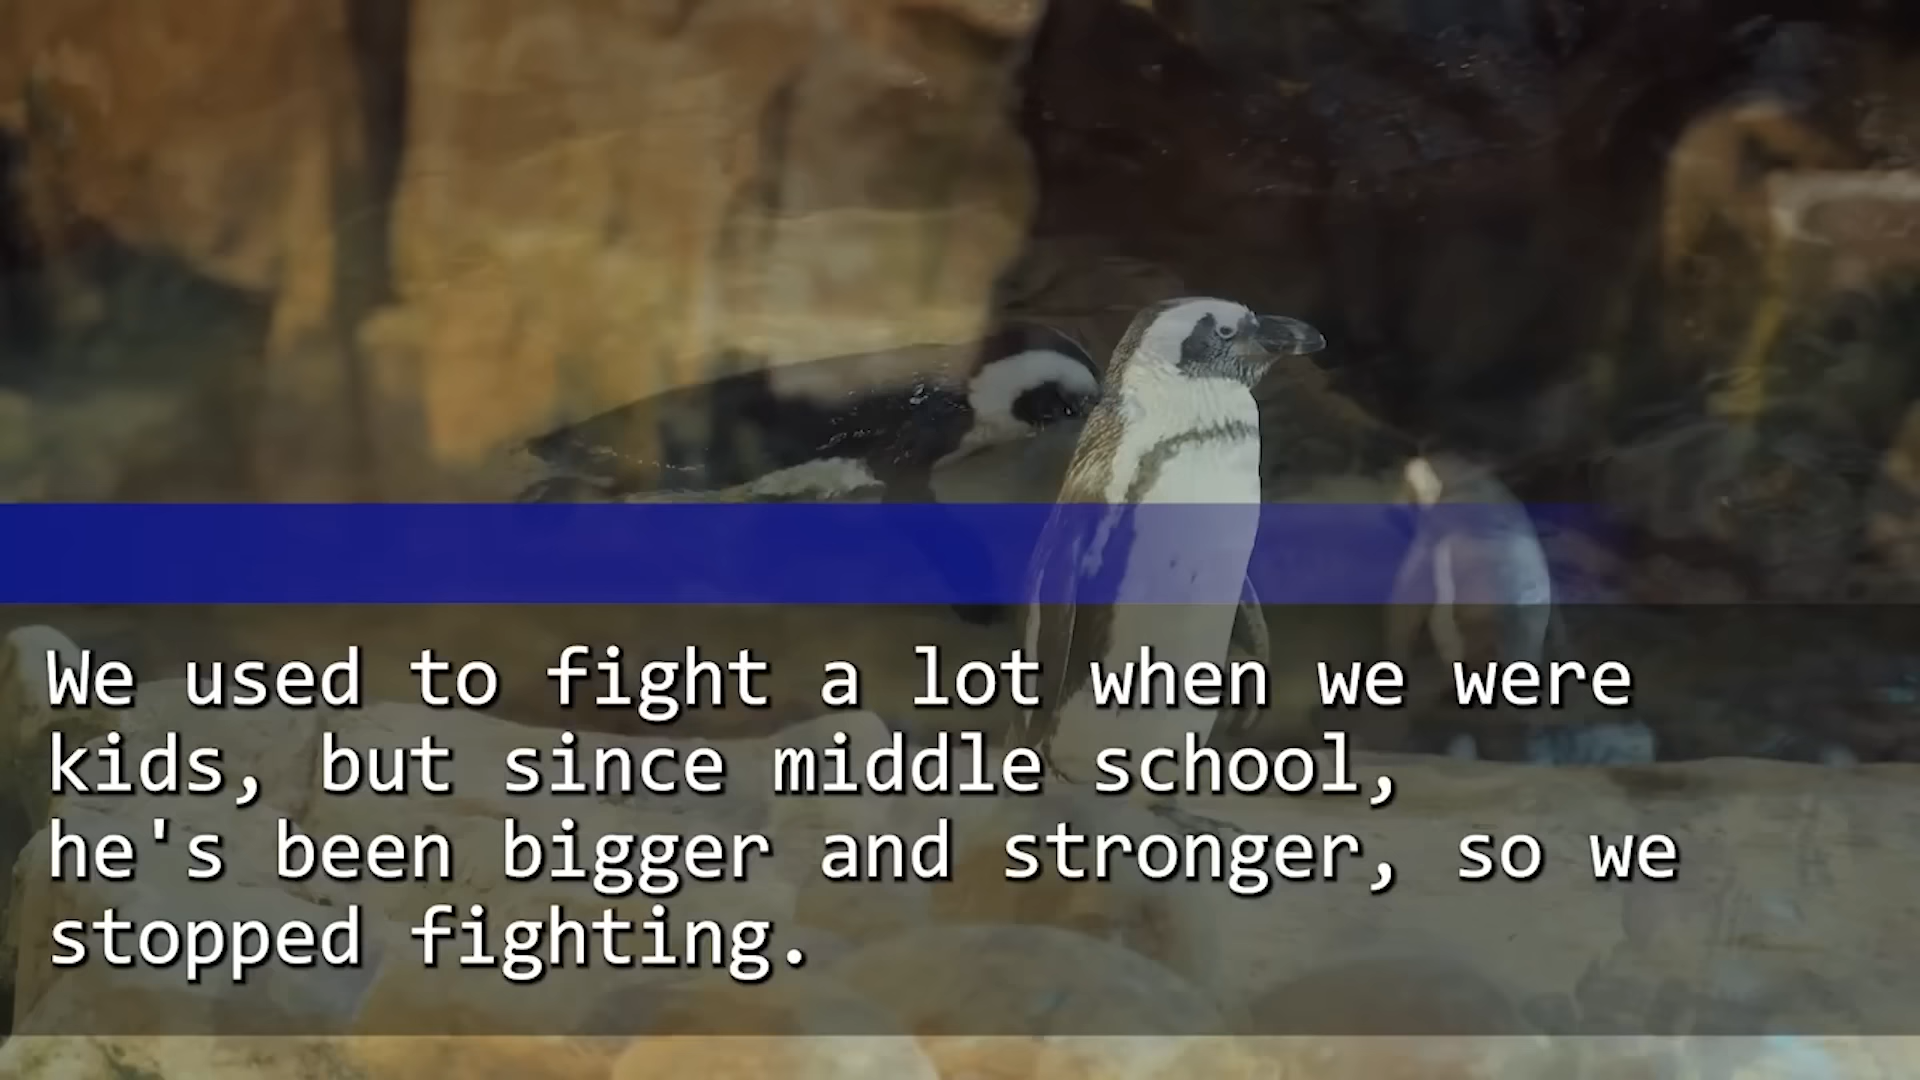 We used to fight a lot when we were
kids, but since middle school,
he's been bigger and stronger, so we
stopped fighting.